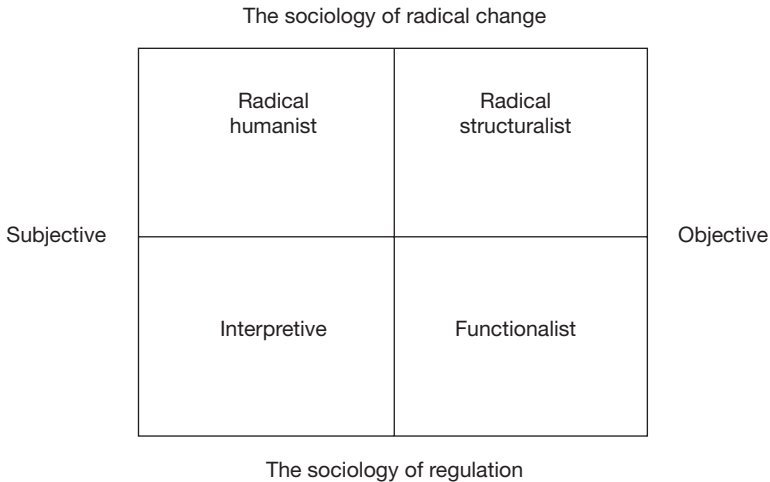 The sociology of radical change
Radical
humanist
Radical
structuralist
Subjective
Objective
Interpretive
Functionalist
The sociology of regulation